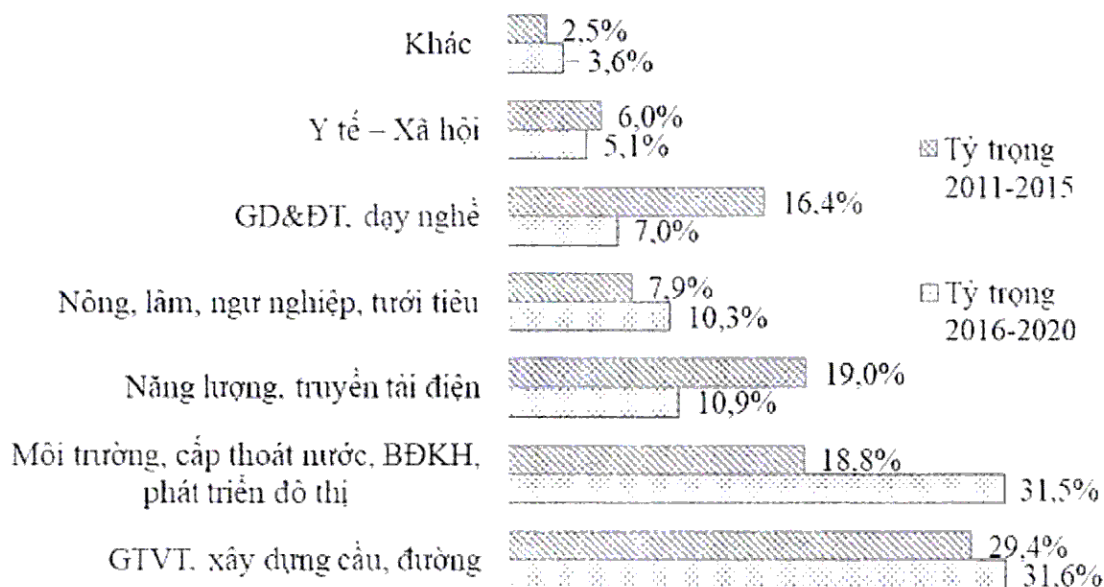 Khác
2,5%
3,6%
Y tế – Xã hội
6,0%
5,1%
Tỷ trọng
2011-2015
GD&ĐT, dạy nghề
16,4%
7,0%
Nông, lâm, ngư nghiệp, tưới tiêu
7,9%
10,3%
Tỷ trọng
2016-2020
Năng lượng, truyền tải điện
19,0%
10,9%
Môi trường, cấp thoát nước, BĐKH,
phát triển đô thị
18,8%
31,5%
GTVT, xây dựng cầu, đường
29,4%
31,6%